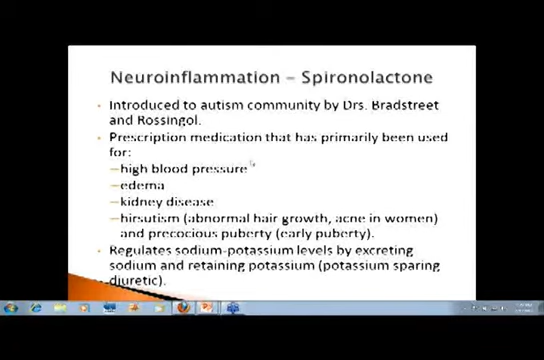 Neuroinflammation – Spironolactone
• Introduced to autism community by Drs. Bradstreet
and Rossingol.
• Prescription medication that has primarily been used
for:
—high blood pressure
—edema
—kidney disease
—hirsutism (abnormal hair growth, acne in women)
and precocious puberty (early puberty).
• Regulates sodium-potassium levels by excreting
sodium and retaining potassium (potassium sparing
diuretic).